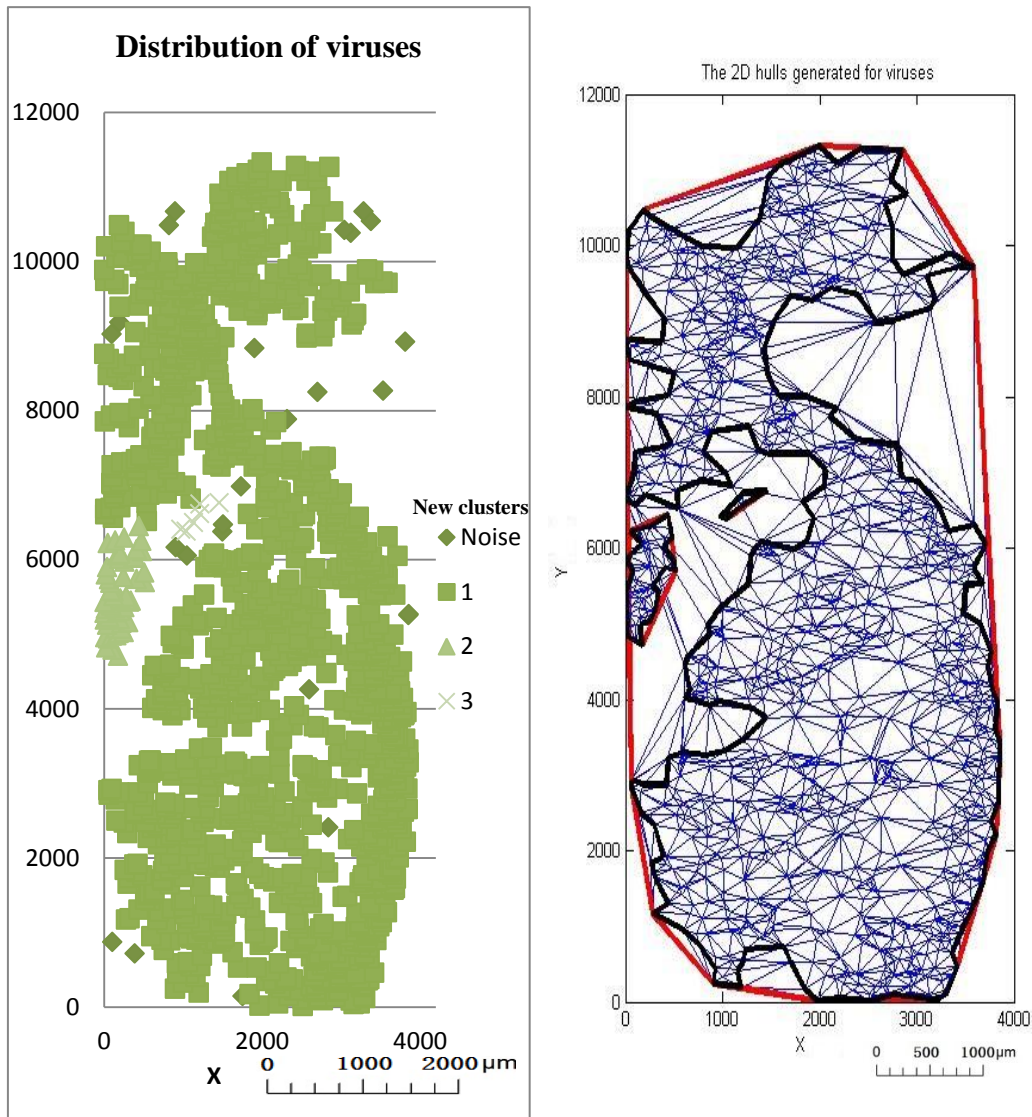 Distribution of viruses
12000
10000
8000
6000
4000
2000
0
0
2000
4000
X
0 1000 2000 µm
New clusters
Noise
1
2
3
The 2D hulls generated for viruses
12000
10000
8000
6000
4000
2000
0
Y
0
1000
2000
3000
4000
X
0 500 1000µm